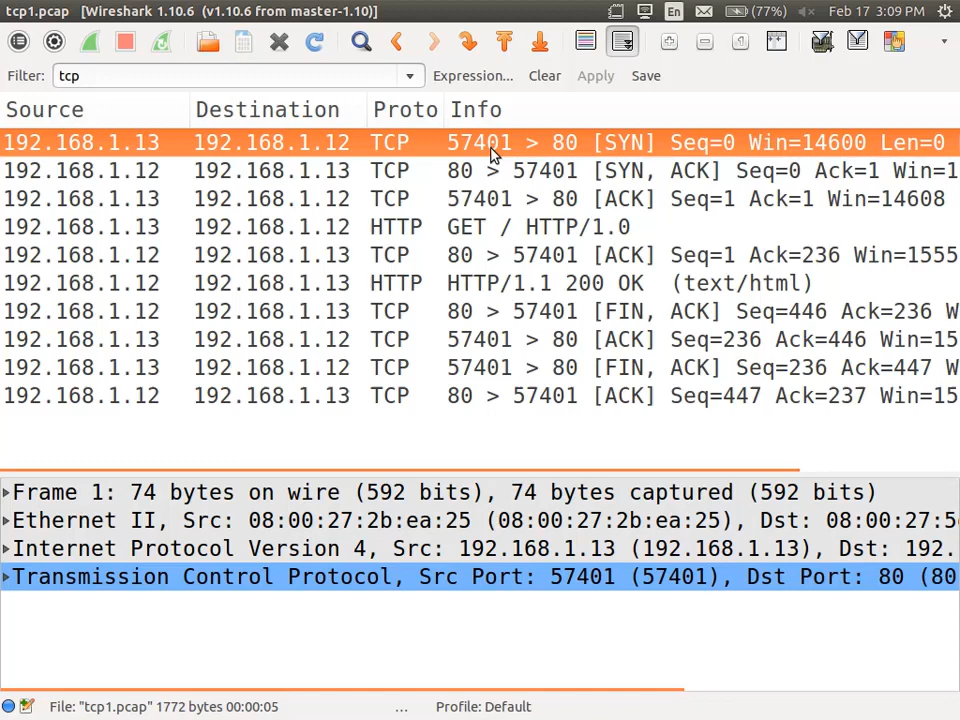 tcp1.pcap [Wireshark 1.10.6 (v1.10.6 from master-1.10)] En (77%) Feb 17 3:09 PM
Filter: tcp Expression... Clear Apply Save
Source Destination Proto Info
192.168.1.13 192.168.1.12 TCP 57401 > 80 [SYN] Seq=0 Win=14600 Len=0
192.168.1.12 192.168.1.13 TCP 80 > 57401 [SYN, ACK] Seq=0 Ack=1 Win=1
192.168.1.13 192.168.1.12 TCP 57401 > 80 [ACK] Seq=1 Ack=1 Win=14608
192.168.1.13 192.168.1.12 HTTP GET / HTTP/1.0
192.168.1.12 192.168.1.13 TCP 80 > 57401 [ACK] Seq=1 Ack=236 Win=1555
192.168.1.12 192.168.1.13 HTTP HTTP/1.1 200 OK (text/html)
192.168.1.12 192.168.1.13 TCP 80 > 57401 [FIN, ACK] Seq=446 Ack=236 W
192.168.1.13 192.168.1.12 TCP 57401 > 80 [ACK] Seq=236 Ack=446 Win=15
192.168.1.13 192.168.1.12 TCP 57401 > 80 [FIN, ACK] Seq=236 Ack=447 W
192.168.1.12 192.168.1.13 TCP 80 > 57401 [ACK] Seq=447 Ack=237 Win=15
Frame 1: 74 bytes on wire (592 bits), 74 bytes captured (592 bits)
Ethernet II, Src: 08:00:27:2b:ea:25 (08:00:27:2b:ea:25), Dst: 08:00:27:5
Internet Protocol Version 4, Src: 192.168.1.13 (192.168.1.13), Dst: 192.
Transmission Control Protocol, Src Port: 57401 (57401), Dst Port: 80 (80
File: "tcp1.pcap" 1772 bytes 00:00:05 ... Profile: Default